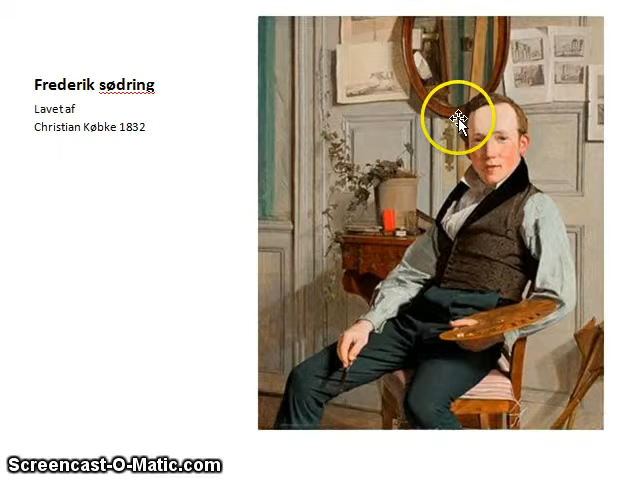 Frederik sødring
Lavet af
Christian Købke 1832
Screencast-O-Matic.com